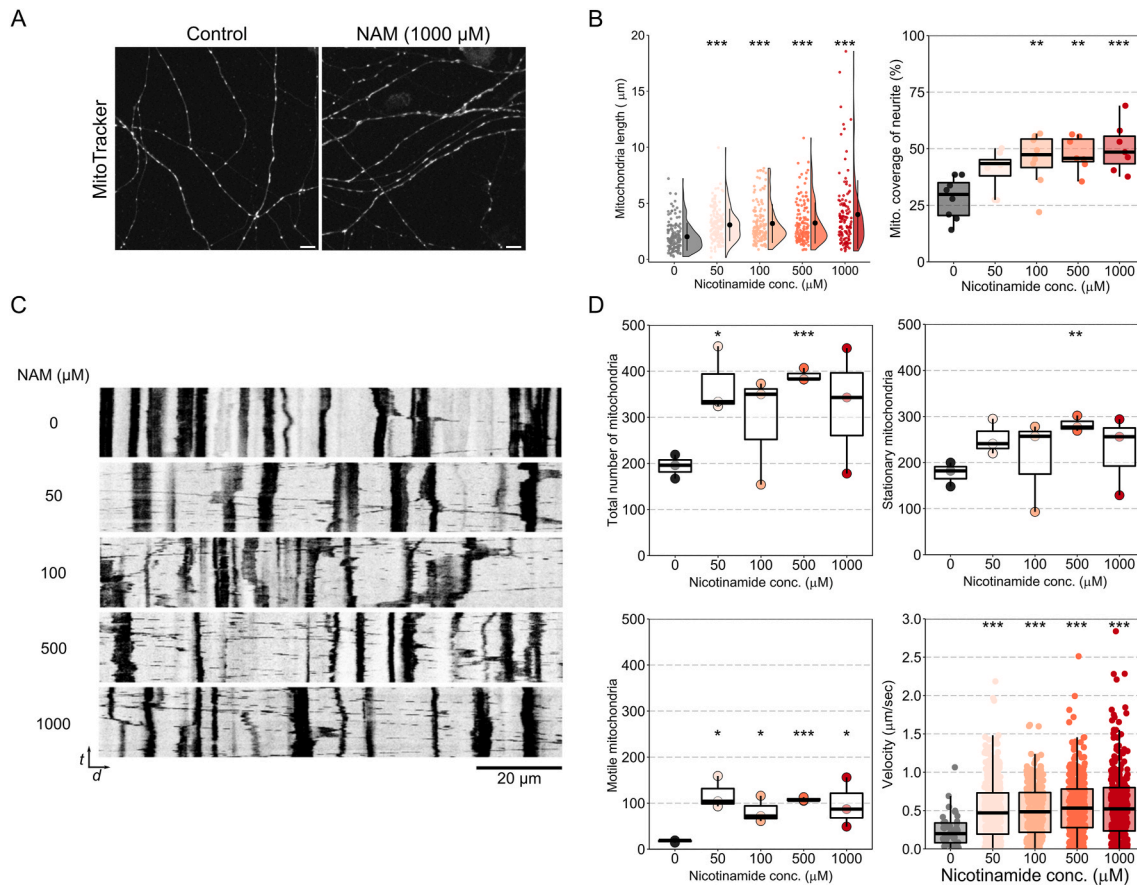 A
Control
NAM (1000 µM)
MitoTracker
B
Mitochondria length ( µm)
20
15
10
5
0
*** *** *** ***
0 50 100 500 1000
Nicotinamide conc. (µM)
Mito. coverage of neurite (%)
100
75
50
25
0
** ** ***
0 50 100 500 1000
Nicotinamide conc. (µM)
C
NAM (µM)
0
50
100
500
1000
t
d
20 µm
D
Total number of mitochondria
500
400
300
200
100
* ***
0 50 100 500 1000
Nicotinamide conc. (µM)
Stationary mitochondria
500
400
300
200
100
0
**
0 50 100 500 1000
Nicotinamide conc. (µM)
Motile mitochondria
500
400
300
200
100
0
* * *** *
0 50 100 500 1000
Nicotinamide conc. (µM)
Velocity (µm/sec)
3.0
2.5
2.0
1.5
1.0
0.5
0.0
*** *** *** ***
0 50 100 500 1000
Nicotinamide conc. (µM)